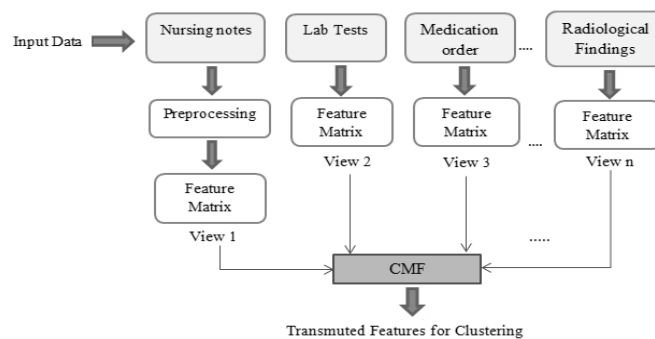 Input Data
Nursing notes
Lab Tests
Medication
order
....
Radiological
Findings
Preprocessing
Feature
Matrix
Feature
Matrix
....
Feature
Matrix
View 2
View 3
View n
Feature
Matrix
View 1
.....
CMF
Transmuted Features for Clustering